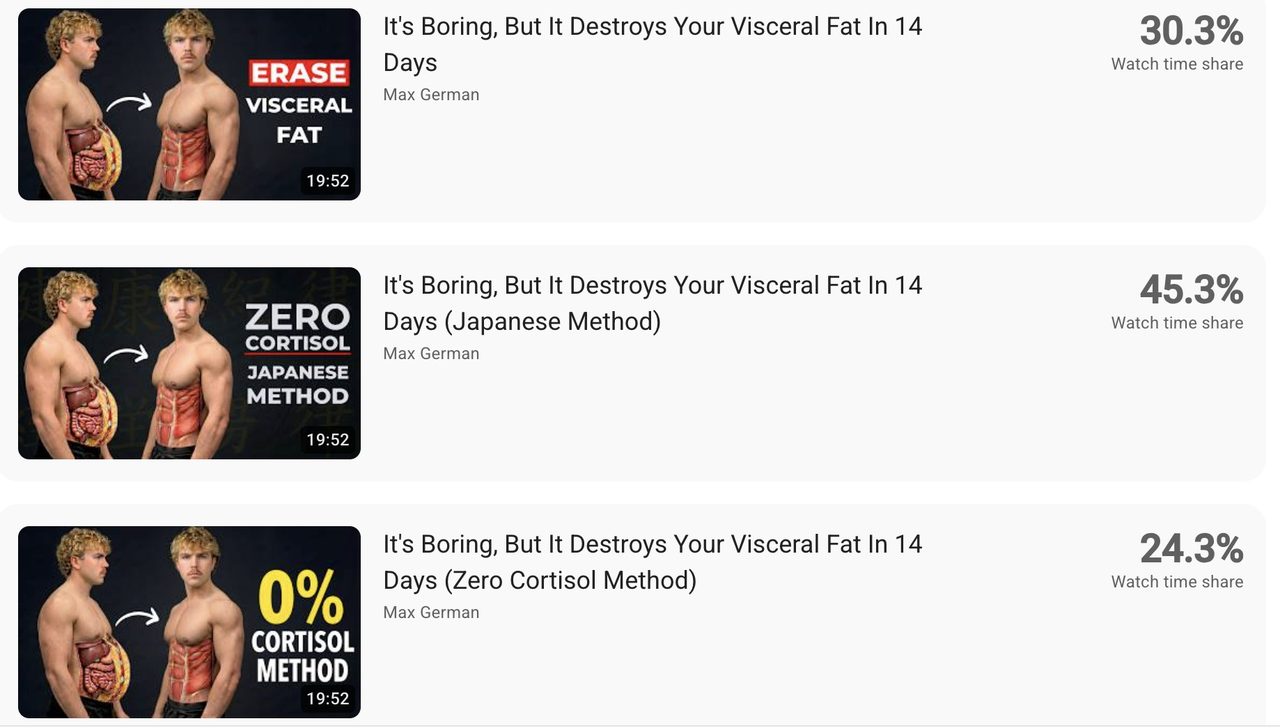 ERASE
VISCERAL
FAT
19:52
It's Boring, But It Destroys Your Visceral Fat In 14
Days
Max German
30.3%
Watch time share
ZERO
CORTISOL
JAPANESE
METHOD
19:52
It's Boring, But It Destroys Your Visceral Fat In 14
Days (Japanese Method)
Max German
45.3%
Watch time share
0%
CORTISOL
METHOD
19:52
It's Boring, But It Destroys Your Visceral Fat In 14
Days (Zero Cortisol Method)
Max German
24.3%
Watch time share